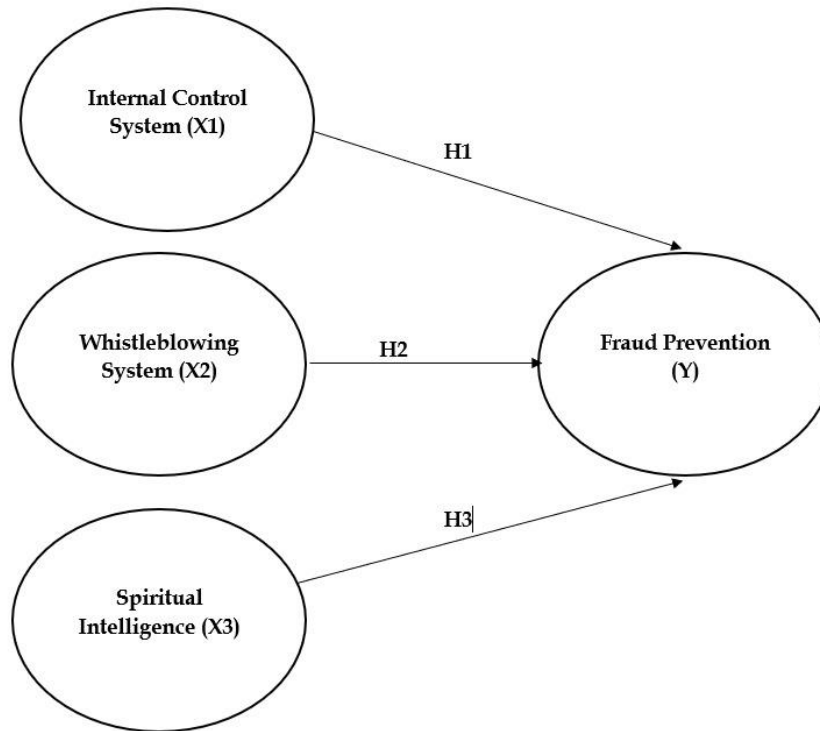 Internal Control
System (X1)
H1
Whistleblowing
System (X2)
H2
Fraud Prevention
(Y)
H3
Spiritual
Intelligence (X3)